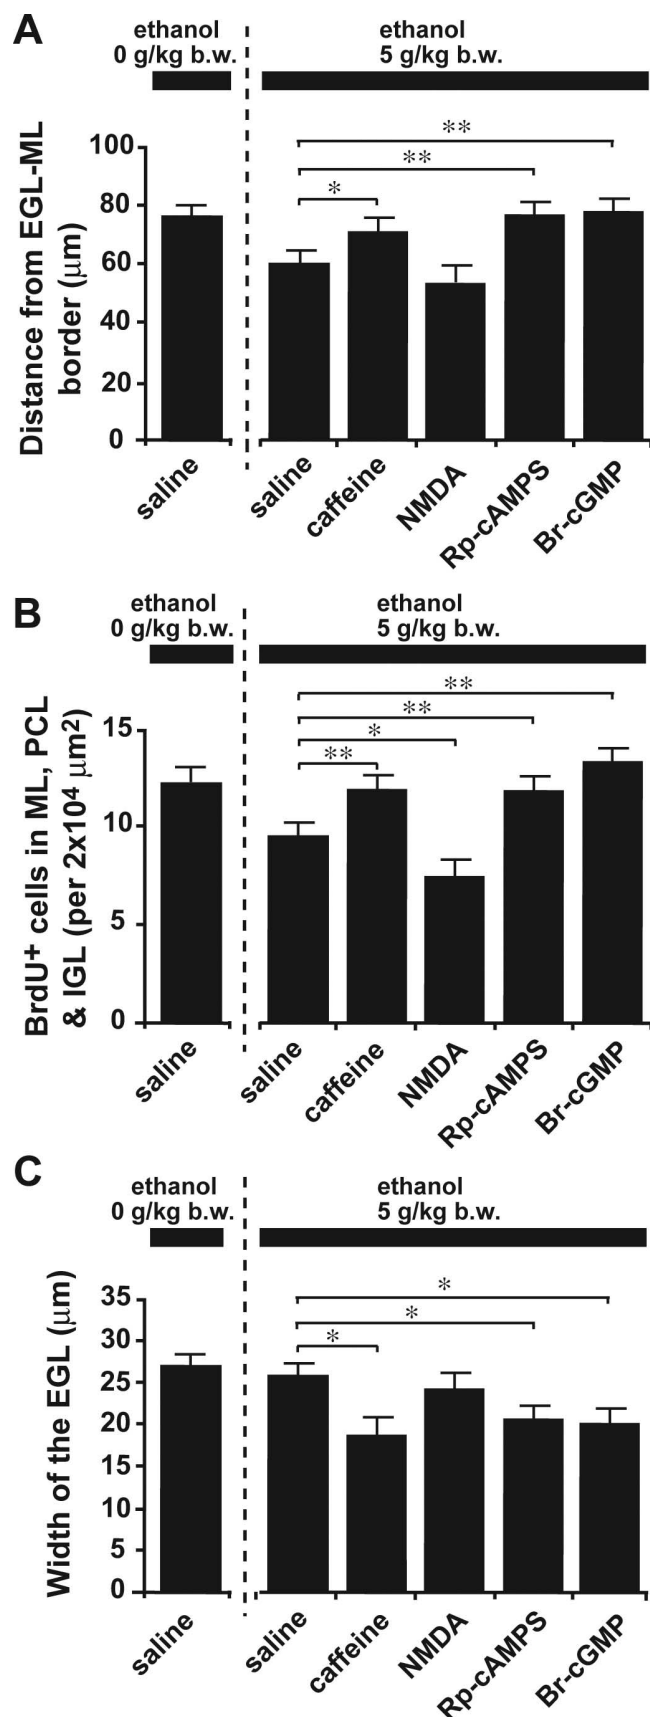 A
ethanol
0 g/kg b.w.
ethanol
5 g/kg b.w.
Distance from EGL-ML
border (μm)
100
80
60
40
20
0
**
**
*
saline
saline
caffeine
NMDA
Rp-cAMPS
Br-cGMP
B
ethanol
0 g/kg b.w.
ethanol
5 g/kg b.w.
BrdU⁺ cells in ML, PCL
& IGL (per 2x10⁴ μm²)
15
10
5
0
**
**
*
**
saline
saline
caffeine
NMDA
Rp-cAMPS
Br-cGMP
C
ethanol
0 g/kg b.w.
ethanol
5 g/kg b.w.
Width of the EGL (μm)
35
30
25
20
15
10
5
0
*
*
*
saline
saline
caffeine
NMDA
Rp-cAMPS
Br-cGMP